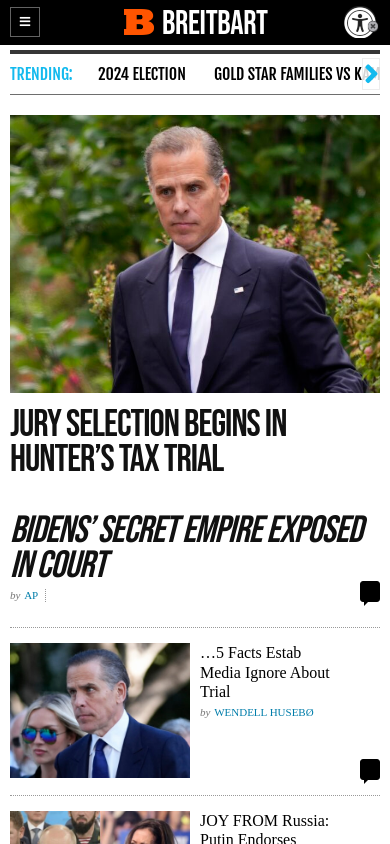 BREITBART
TRENDING:
2024 ELECTION
GOLD STAR FAMILIES VS K
JURY SELECTION BEGINS IN
HUNTER’S TAX TRIAL
BIDENS’ SECRET EMPIRE EXPOSED
IN COURT
by AP
…5 Facts Estab
Media Ignore About
Trial
by WENDELL HUSEBØ
JOY FROM Russia:
Putin Endorses